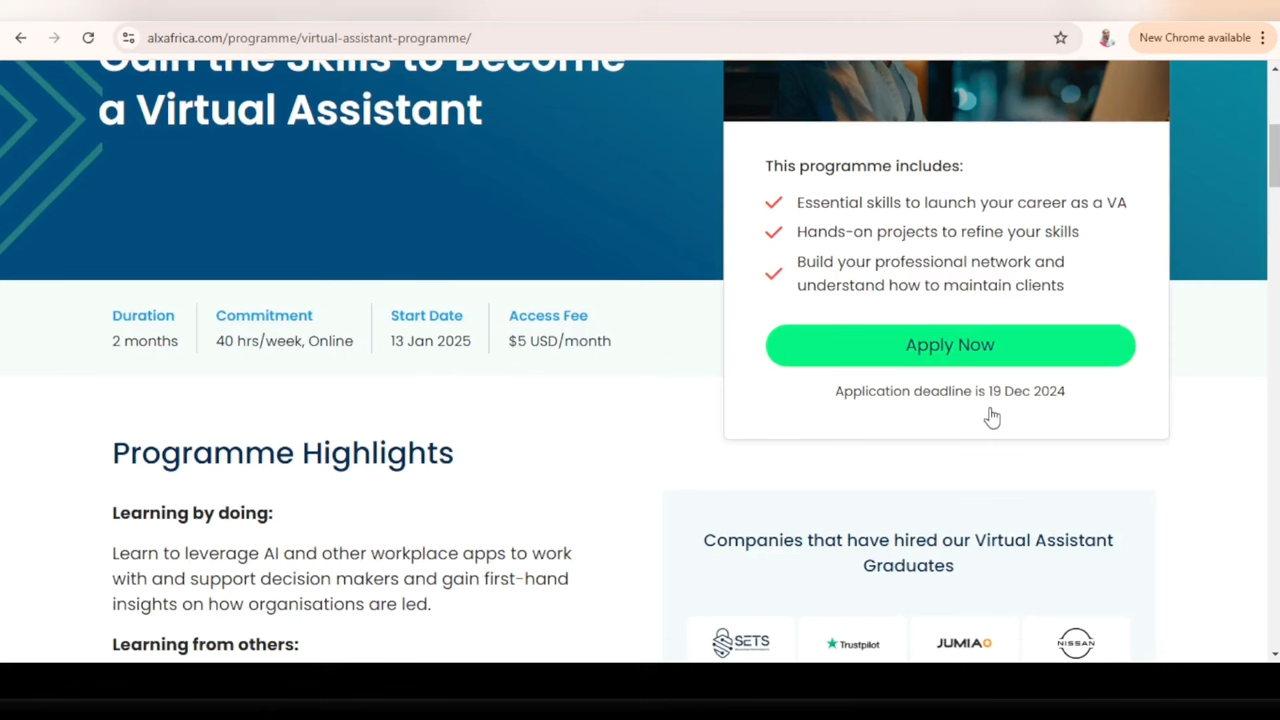 alxafrica.com/programme/virtual-assistant-programme/
New Chrome available
Gain the Skills to Become
a Virtual Assistant
This programme includes:
Essential skills to launch your career as a VA
Hands-on projects to refine your skills
Build your professional network and
understand how to maintain clients
Apply Now
Application deadline is 19 Dec 2024
Duration
2 months
Commitment
40 hrs/week, Online
Start Date
13 Jan 2025
Access Fee
$5 USD/month
Programme Highlights
Learning by doing:
Learn to leverage AI and other workplace apps to work
with and support decision makers and gain first-hand
insights on how organisations are led.
Learning from others:
Companies that have hired our Virtual Assistant
Graduates
SETS
Trustpilot
JUMIA
NISSAN